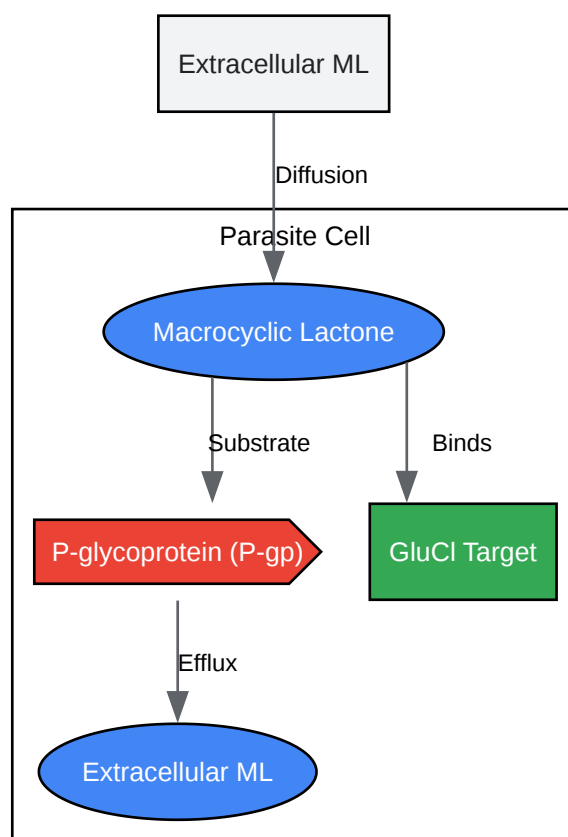 Extracellular ML
Diffusion
Parasite Cell
Macrocyclic Lactone
Substrate
Binds
P-glycoprotein (P-gp)
GluCl Target
Efflux
Extracellular ML